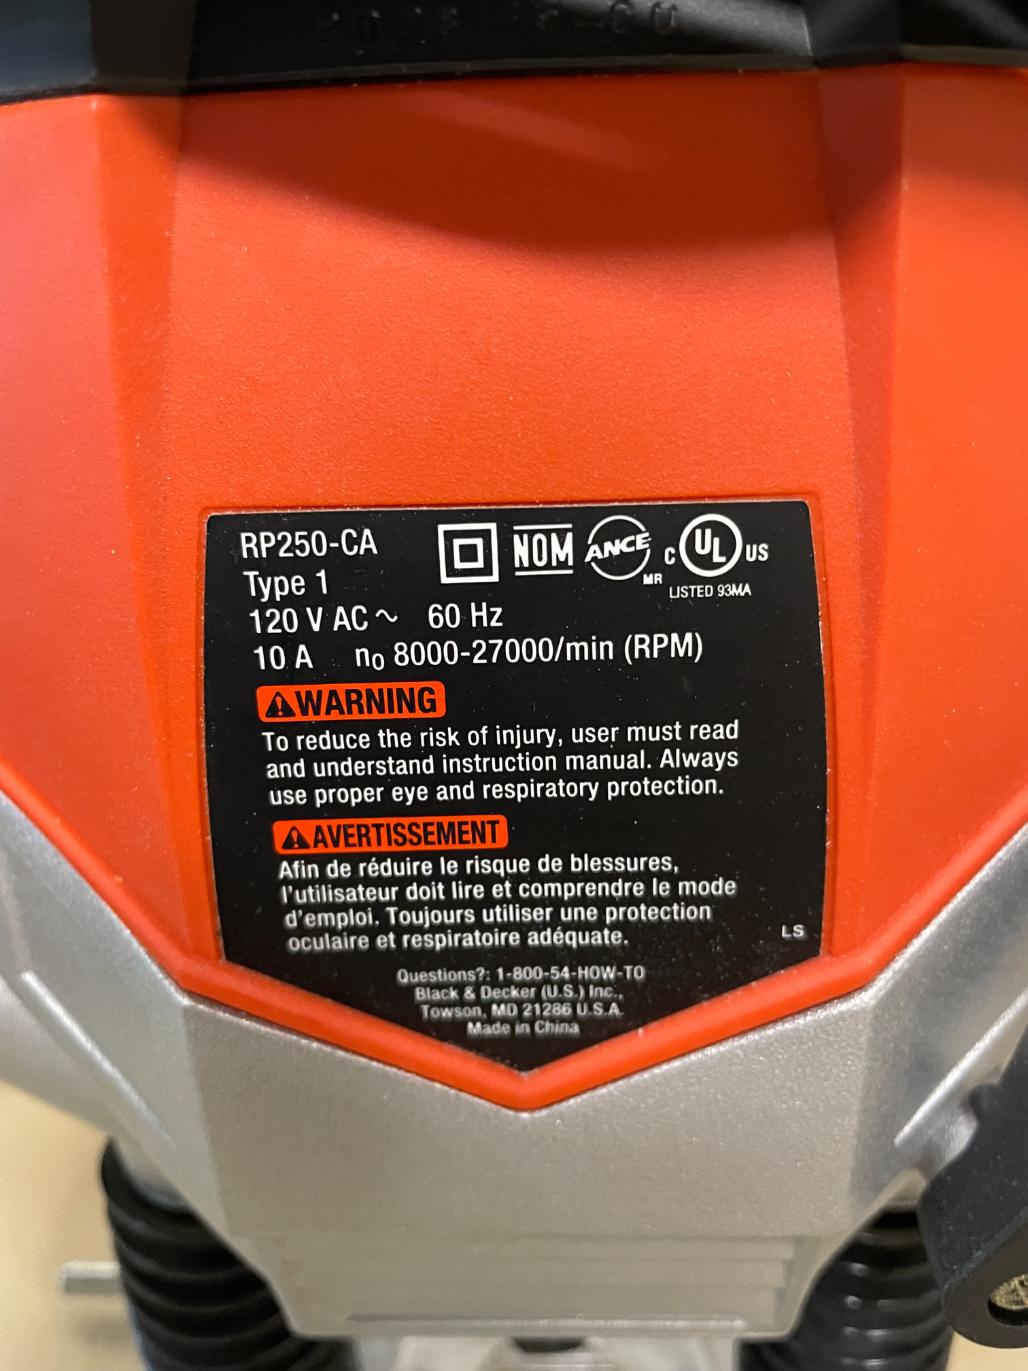 RP250-CA
Type 1
120 V AC ~ 60 Hz
10 A n₀ 8000-27000/min (RPM)
NOM
ANCE
MR
C UL US
LISTED 93MA
⚠WARNING
To reduce the risk of injury, user must read
and understand instruction manual. Always
use proper eye and respiratory protection.
⚠AVERTISSEMENT
Afin de réduire le risque de blessures,
l'utilisateur doit lire et comprendre le mode
d'emploi. Toujours utiliser une protection
oculaire et respiratoire adéquate.
LS
Questions?: 1-800-54-HOW-TO
Black & Decker (U.S.) Inc.,
Towson, MD 21286 U.S.A.
Made in China